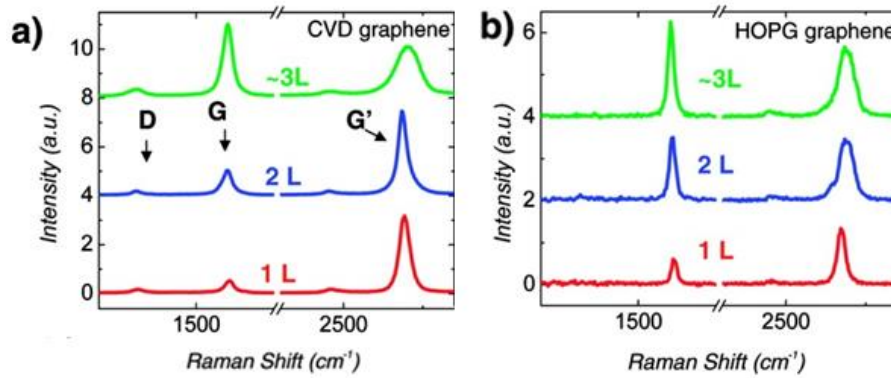 a)
CVD graphene
Intensity (a.u.)
10
8
6
4
2
0
~3L
D
G
G'
2 L
1 L
1500
2500
Raman Shift (cm-1)
b)
HOPG graphene
Intensity (a.u.)
6
4
2
0
~3L
2 L
1 L
1500
2500
Raman Shift (cm-1)